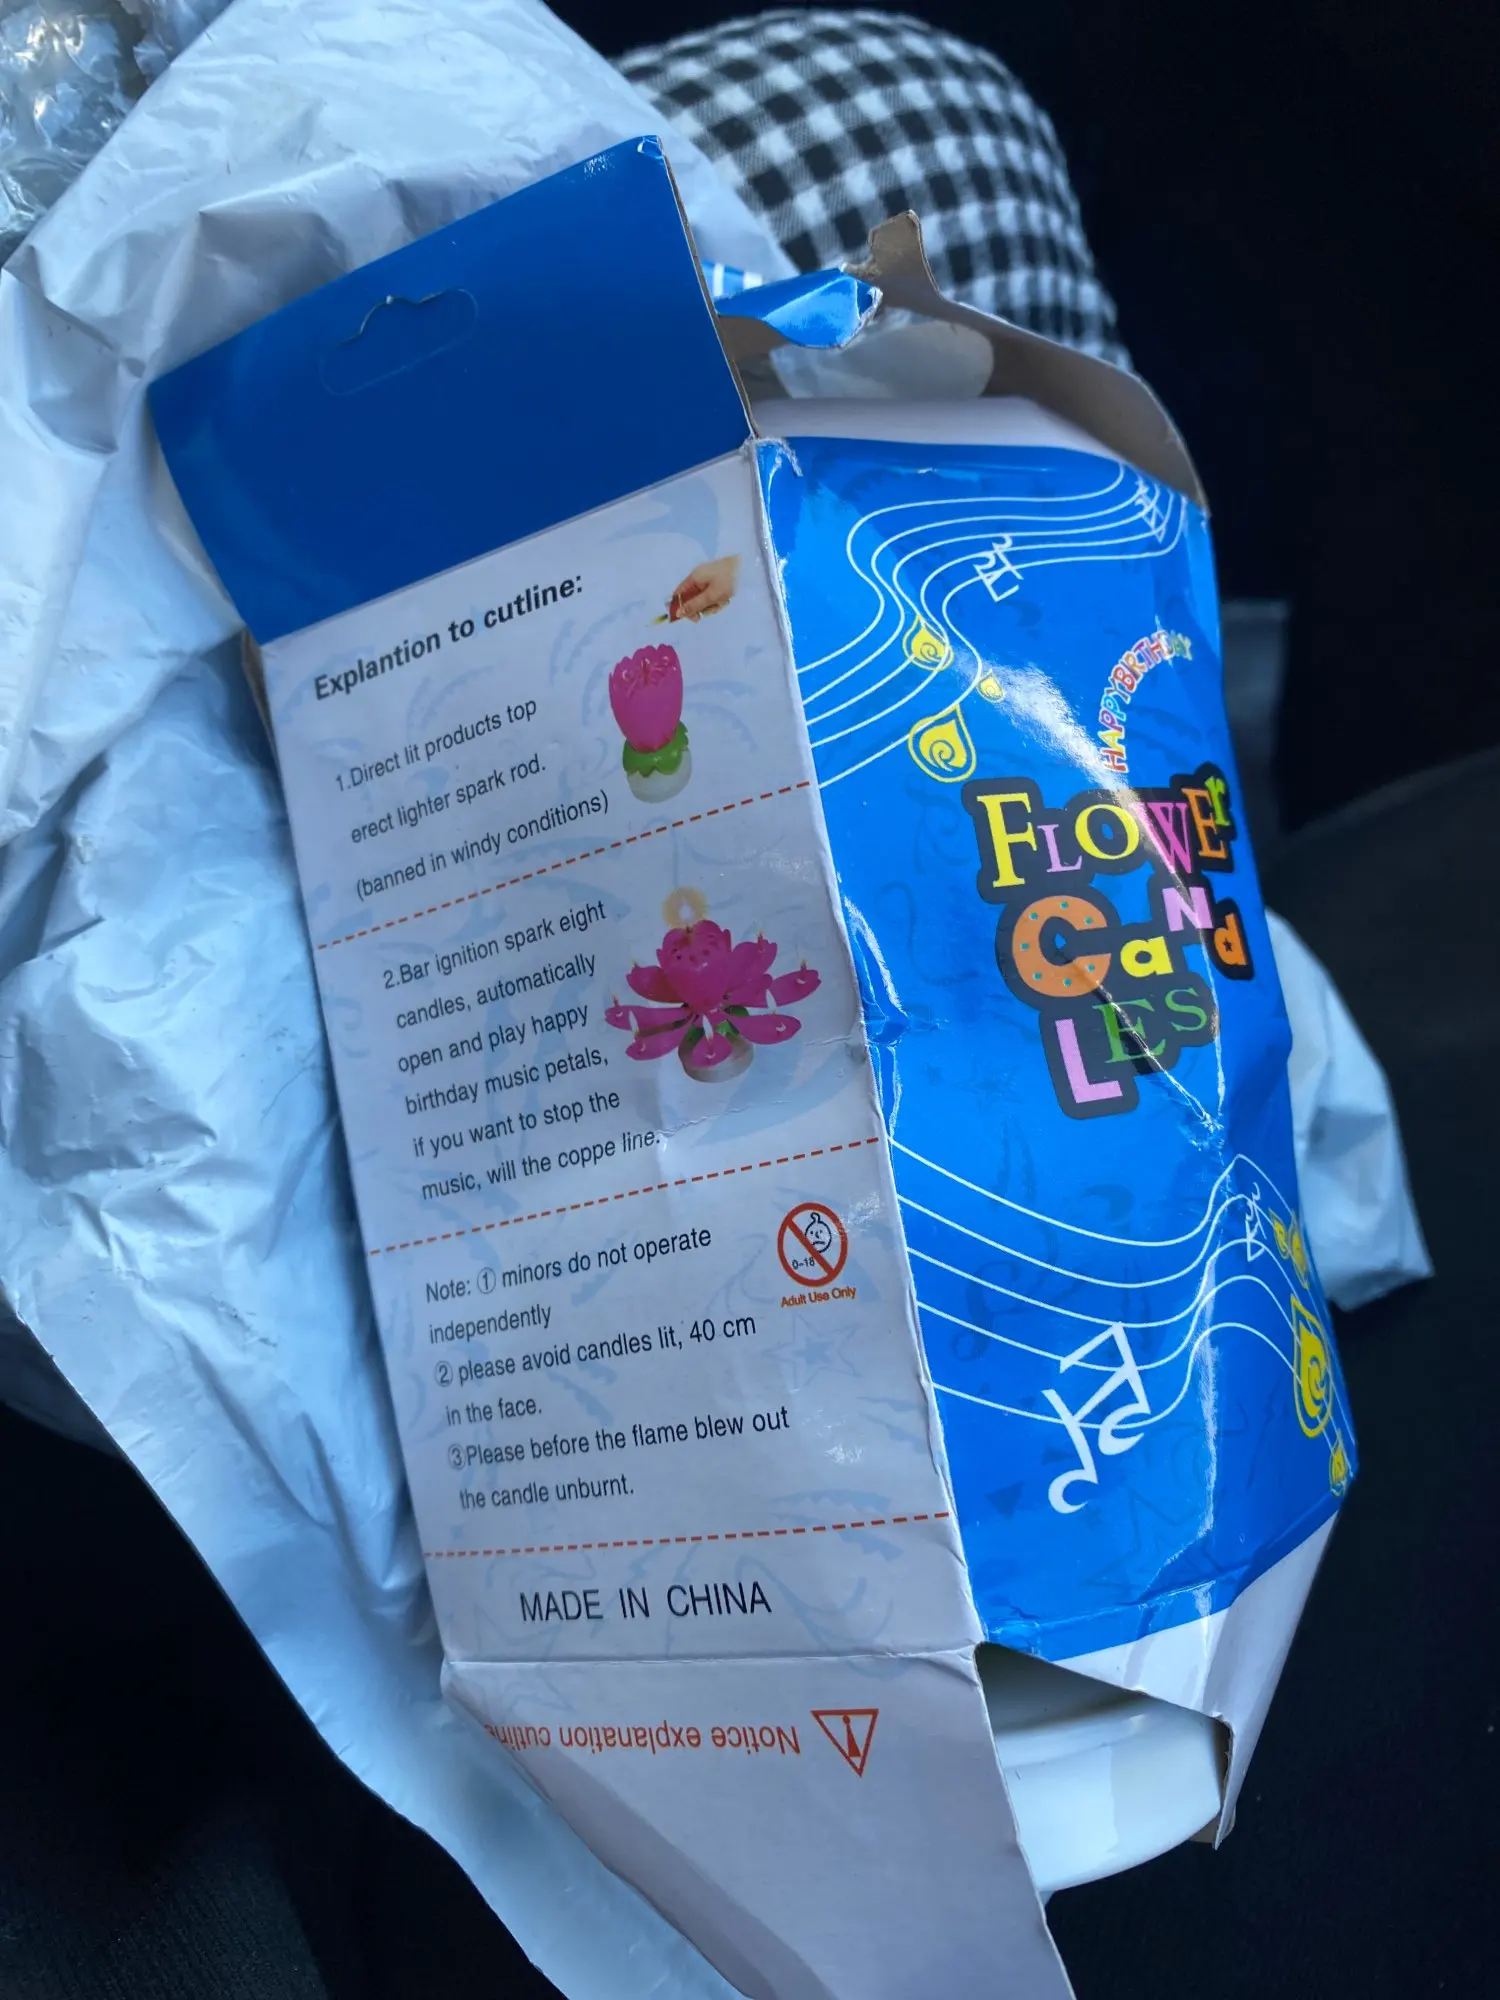 Explantion to cutline:
1.Direct lit products top
erect lighter spark rod.
(banned in windy conditions)
2.Bar ignition spark eight
candles, automatically
open and play happy
birthday music petals,
if you want to stop the
music, will the coppe line.
Note: ① minors do not operate
independently
② please avoid candles lit, 40 cm
in the face.
③Please before the flame blew out
the candle unburnt.
0-18
Adult Use Only
MADE IN CHINA
Notice explanation cutline
HAPPYBIRTHDAY
FLOWEr
CaNd
LES